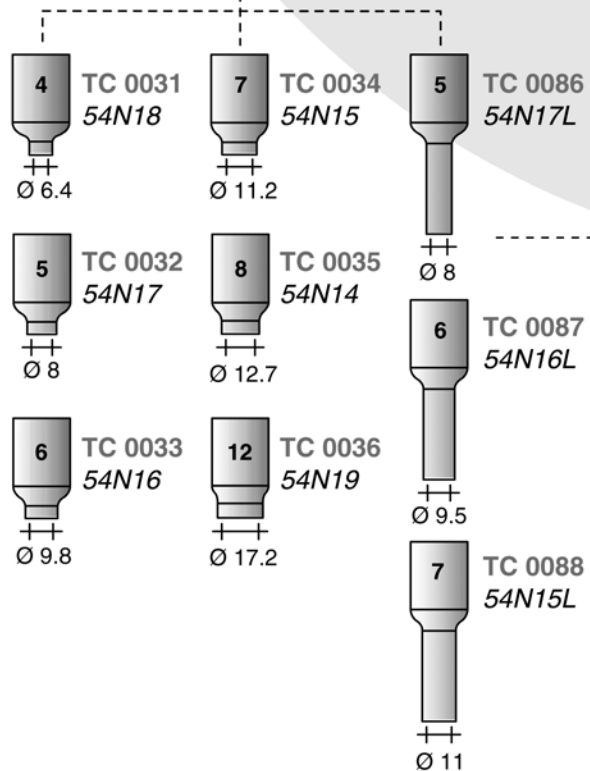 4
TC 0031
54N18
Ø 6.4
5
TC 0032
54N17
Ø 8
6
TC 0033
54N16
Ø 9.8
7
TC 0034
54N15
Ø 11.2
8
TC 0035
54N14
Ø 12.7
12
TC 0036
54N19
Ø 17.2
5
TC 0086
54N17L
Ø 8
6
TC 0087
54N16L
Ø 9.5
7
TC 0088
54N15L
Ø 11